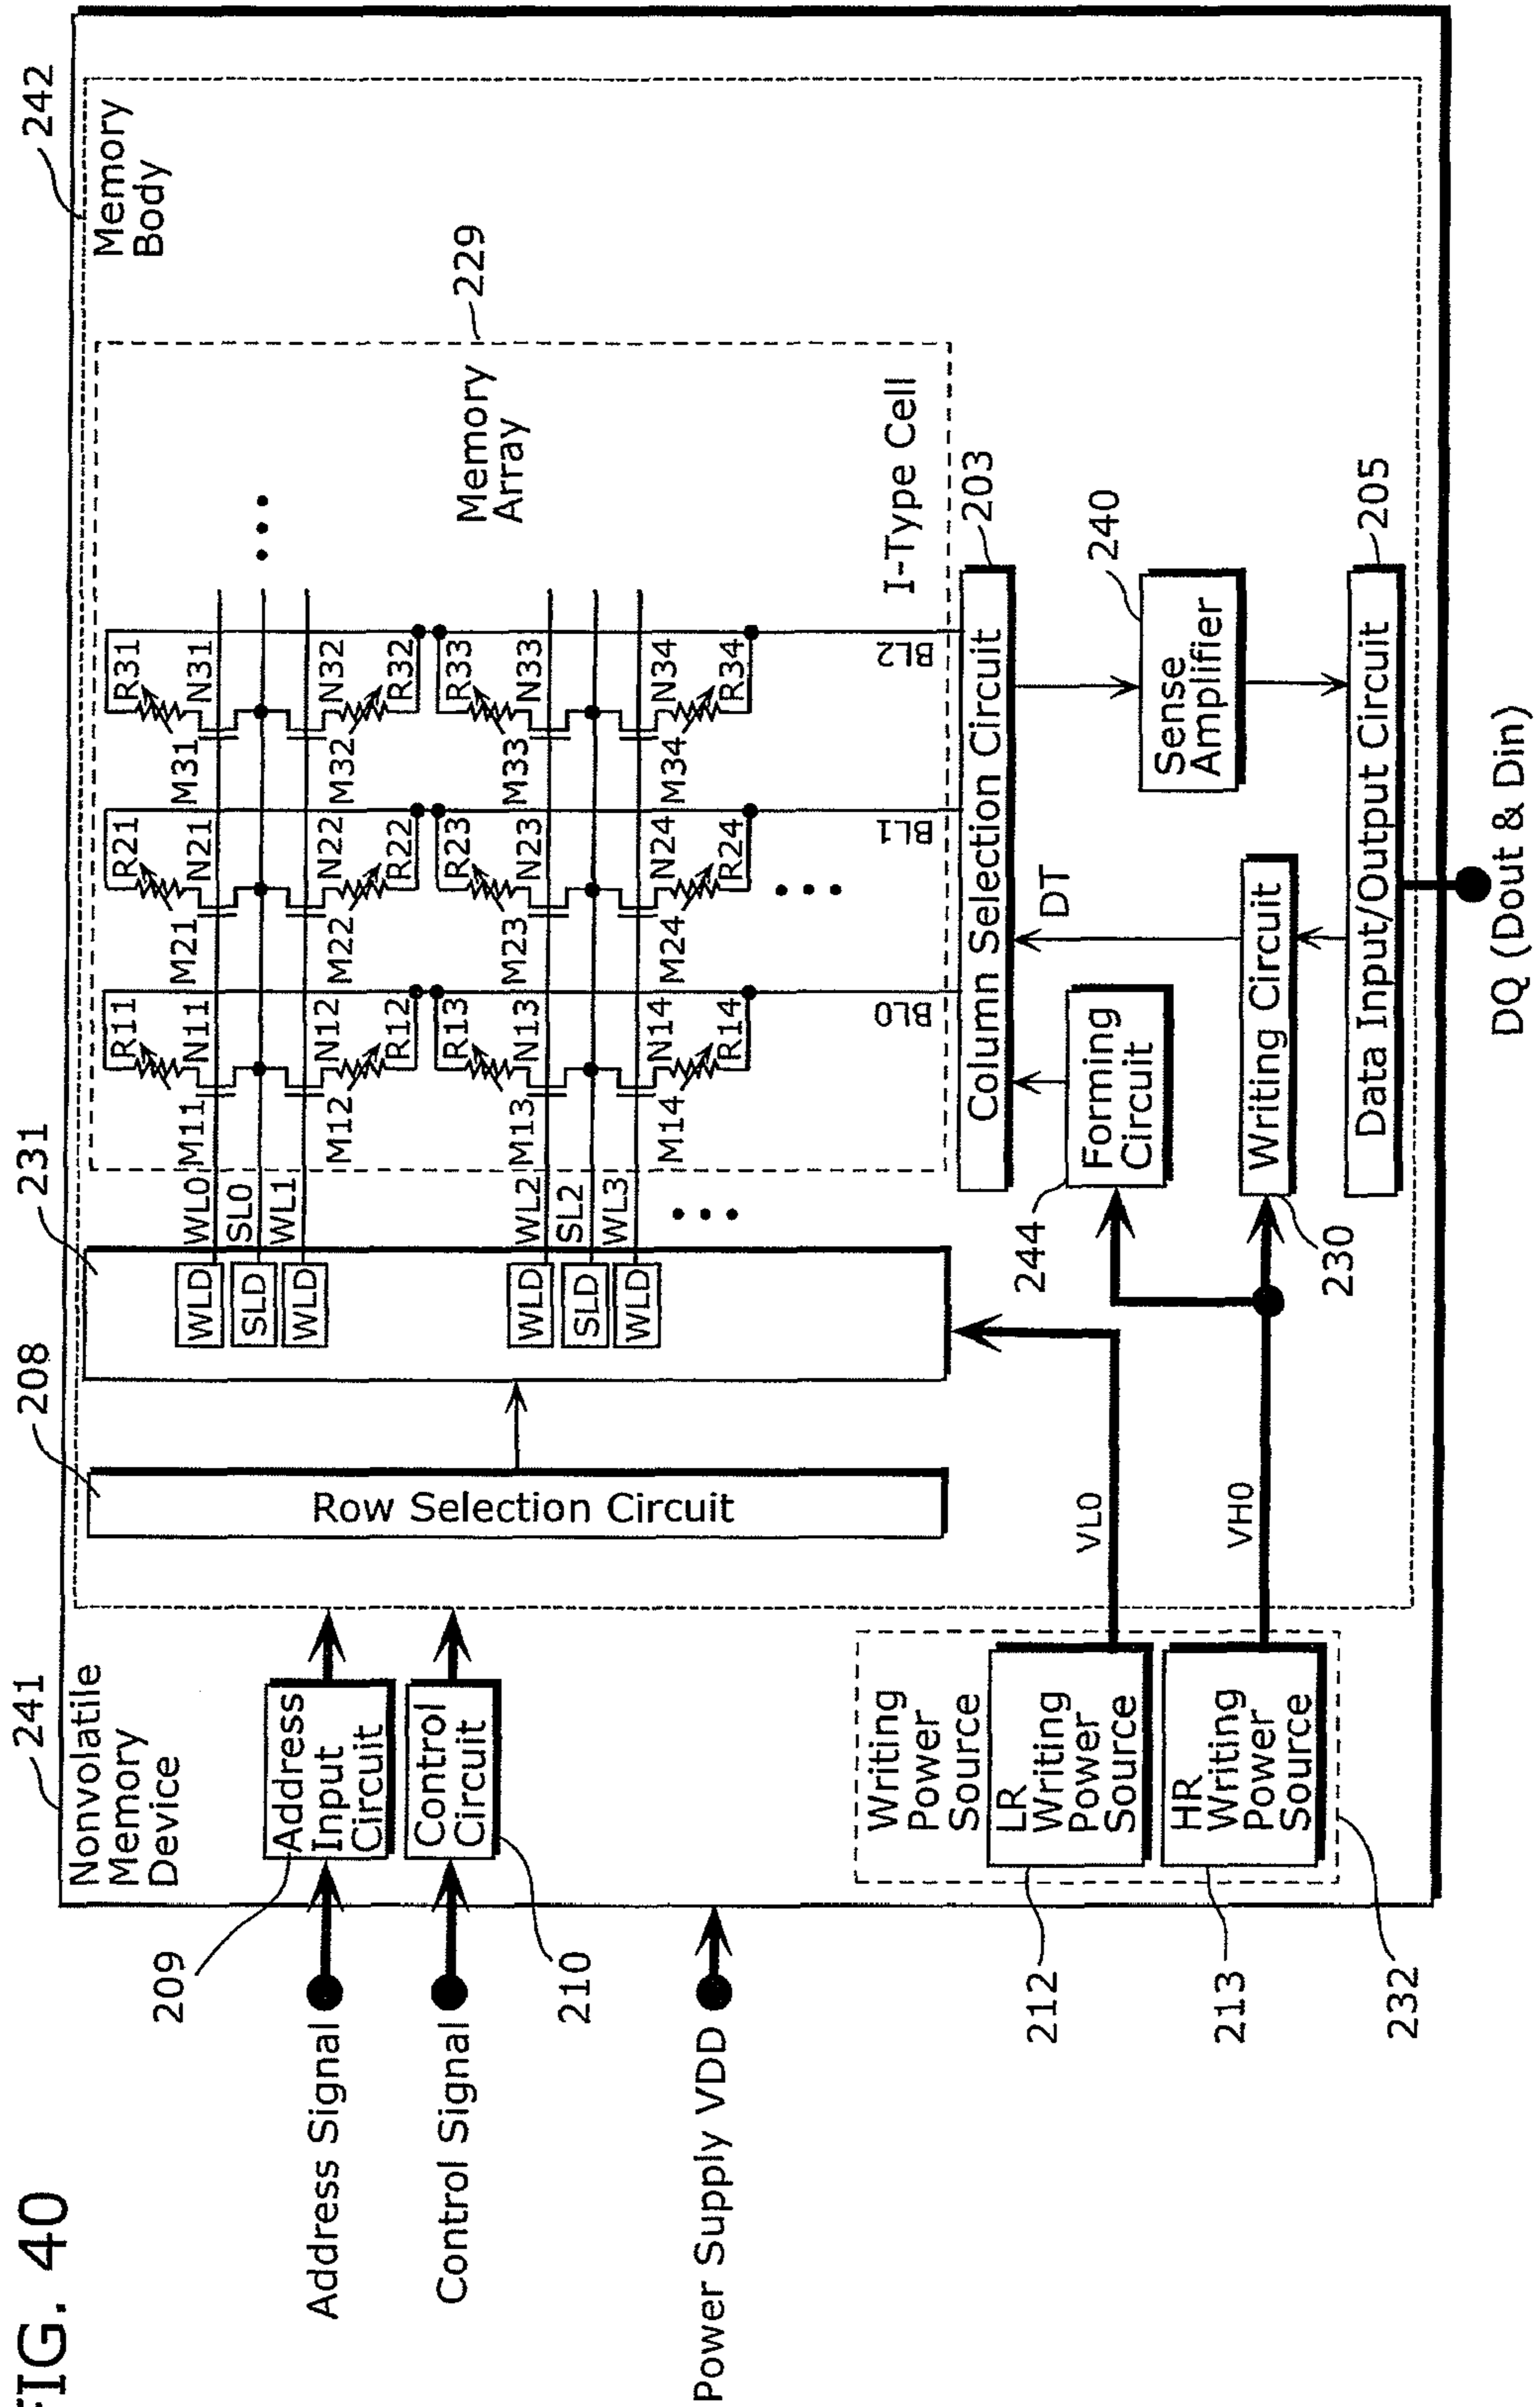 FIG. 40
241
Nonvolatile
Memory
Device
208
231
242
Memory
Body
229
Memory
Array
I-Type Cell
Address Signal
209
Address
Input
Circuit
Control Signal
210
Control
Circuit
Power Supply VDD
Row Selection Circuit
WLD
SLD
WLD
WLD
SLD
WLD
WL0
SL0
WL1
WL2
SL2
WL3
R11
R21
R31
M11
N11
M21
N21
M31
N31
M12
N12
M22
N22
M32
N32
R12
R22
R32
R13
R23
R33
M13
N13
M23
N23
M33
N33
M14
N14
M24
N24
M34
N34
R14
R24
R34
BL0
BL1
BL2
Column Selection Circuit
203
DT
244
Forming
Circuit
240
Sense
Amplifier
230
Writing Circuit
Data Input/Output Circuit
205
DQ (Dout & Din)
Writing
Power
Source
LR
Writing
Power
Source
HR
Writing
Power
Source
VL0
VH0
212
213
232